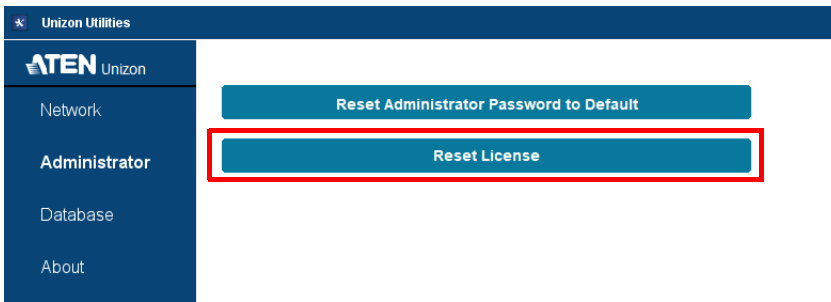 Unizon Utilities
ATEN Unizon
Network
Administrator
Database
About
Reset Administrator Password to Default
Reset License